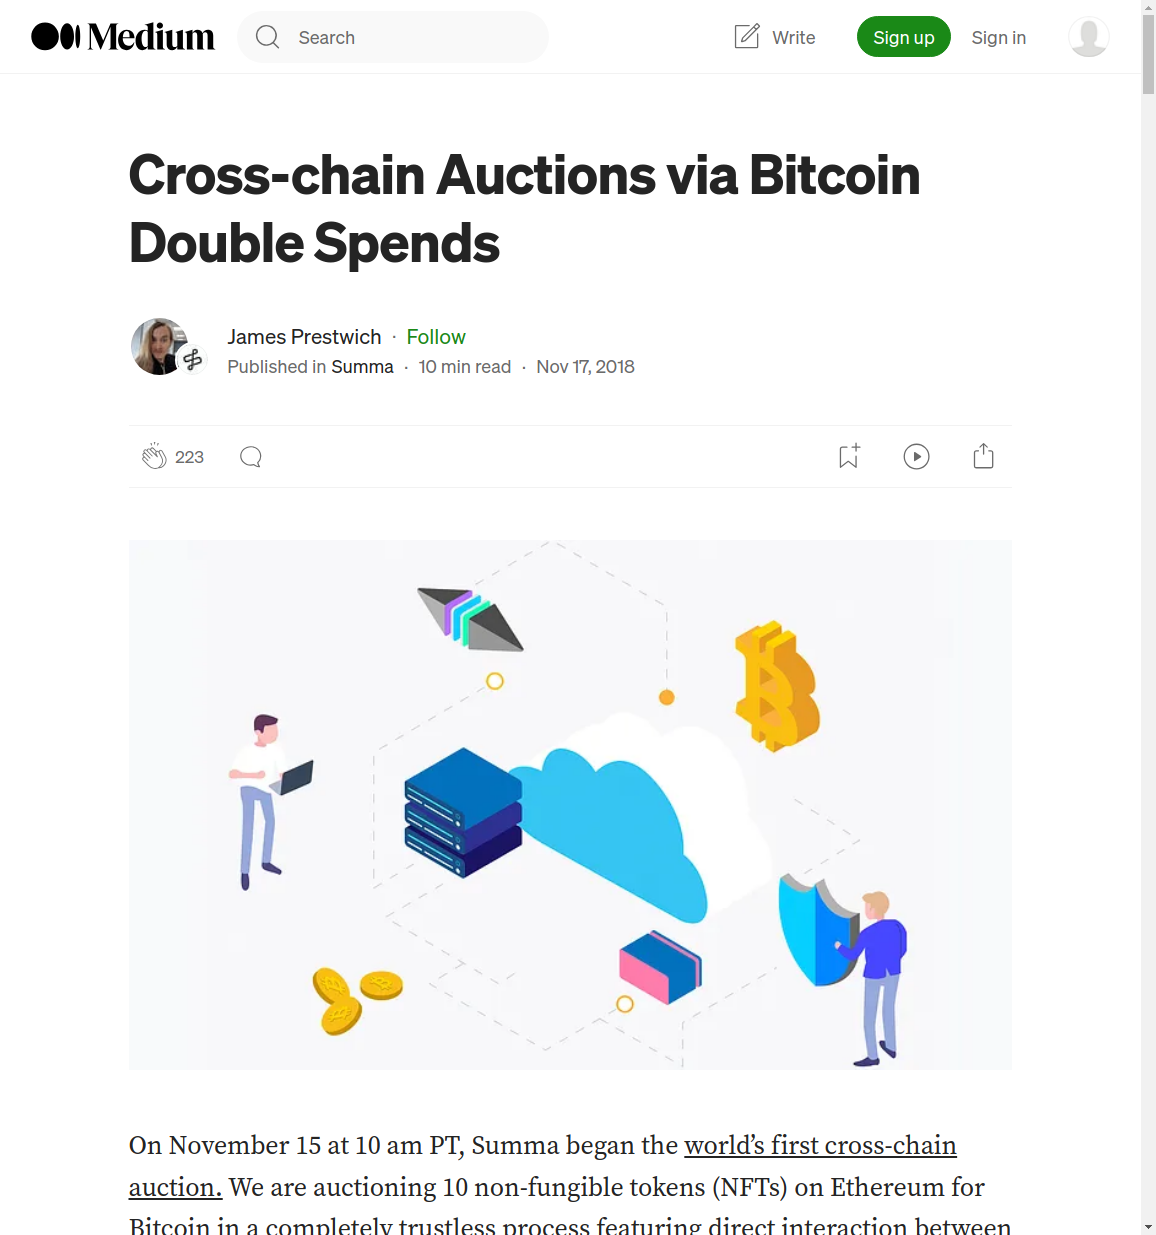 Medium
Search
Write
Sign up
Sign in
Cross-chain Auctions via Bitcoin
Double Spends
James Prestwich · Follow
Published in Summa · 10 min read · Nov 17, 2018
223
On November 15 at 10 am PT, Summa began the world’s first cross-chain
auction. We are auctioning 10 non-fungible tokens (NFTs) on Ethereum for
Bitcoin in a completely trustless process featuring direct interaction between